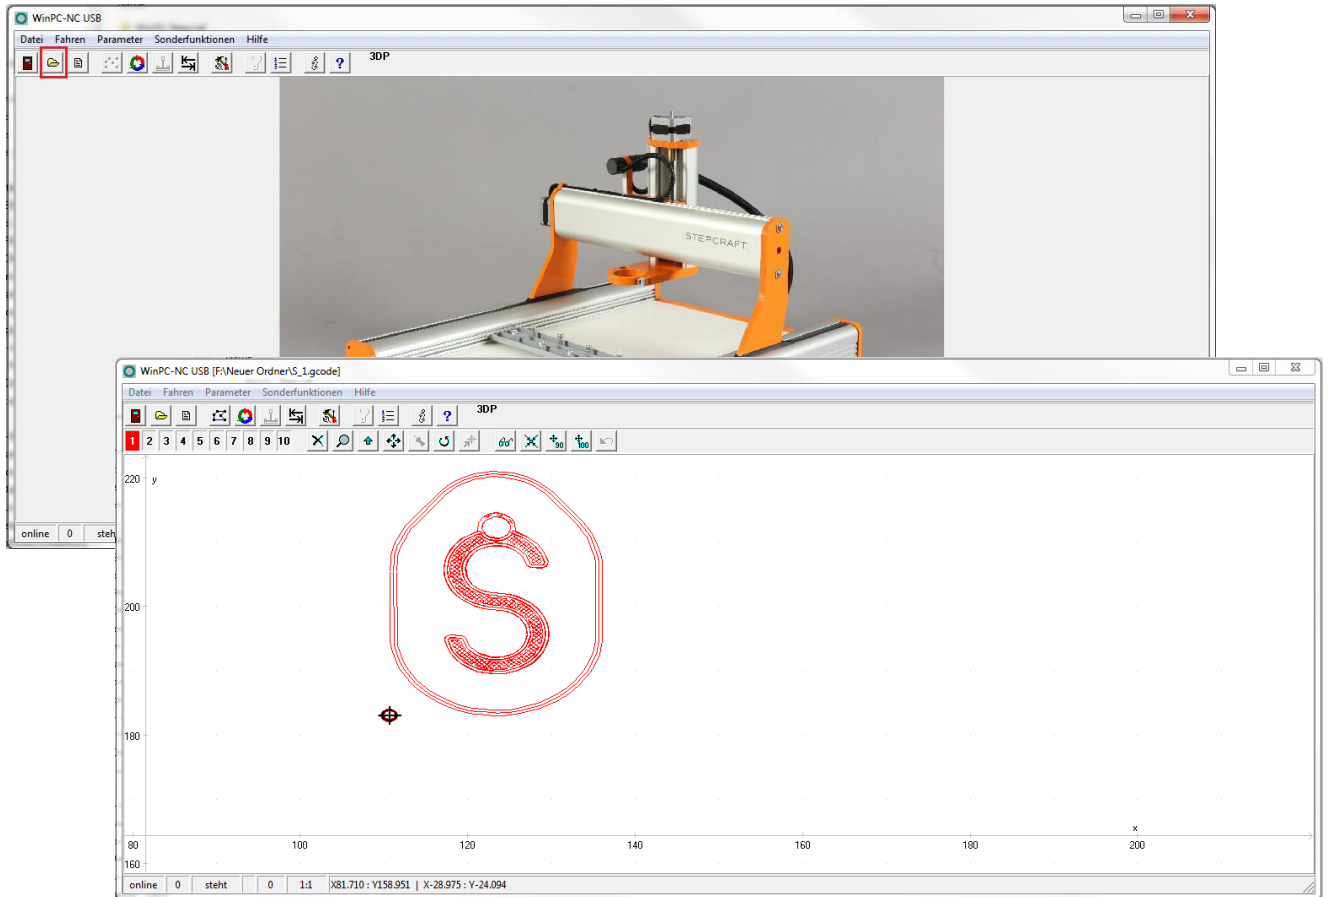 WinPC-NC USB
Datei Fahren Parameter Sonderfunktionen Hilfe
3DP
STEPCRAFT
online 0 steh
WinPC-NC USB [F:\Neuer Ordner\S_1.gcode]
Datei Fahren Parameter Sonderfunktionen Hilfe
3DP
1 2 3 4 5 6 7 8 9 10
90 100
220 y
200
180
x
80 100 120 140 160 180 200
160
online 0 steht 0 1:1 X81.710 : Y158.951 | X-28.975 : Y-24.094